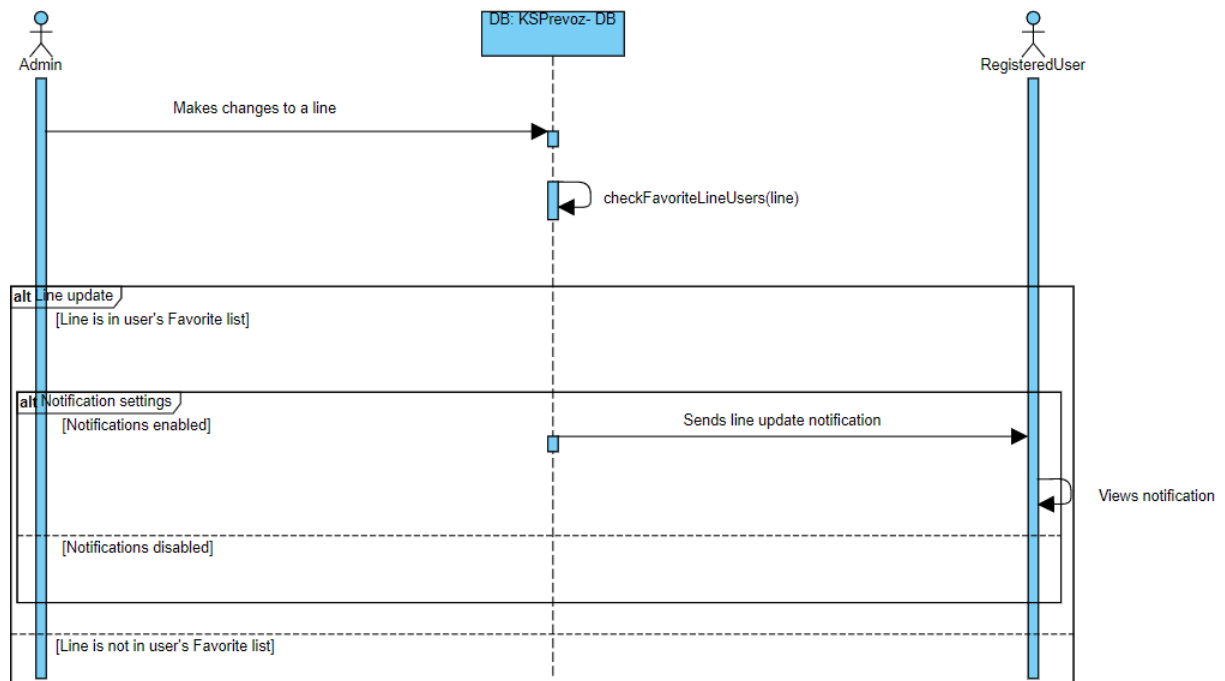 DB: KSPrevoz- DB
Admin
RegisteredUser
Makes changes to a line
checkFavoriteLineUsers(line)
alt Line update
[Line is in user's Favorite list]
alt Notification settings
[Notifications enabled]
Sends line update notification
Views notification
[Notifications disabled]
[Line is not in user's Favorite list]